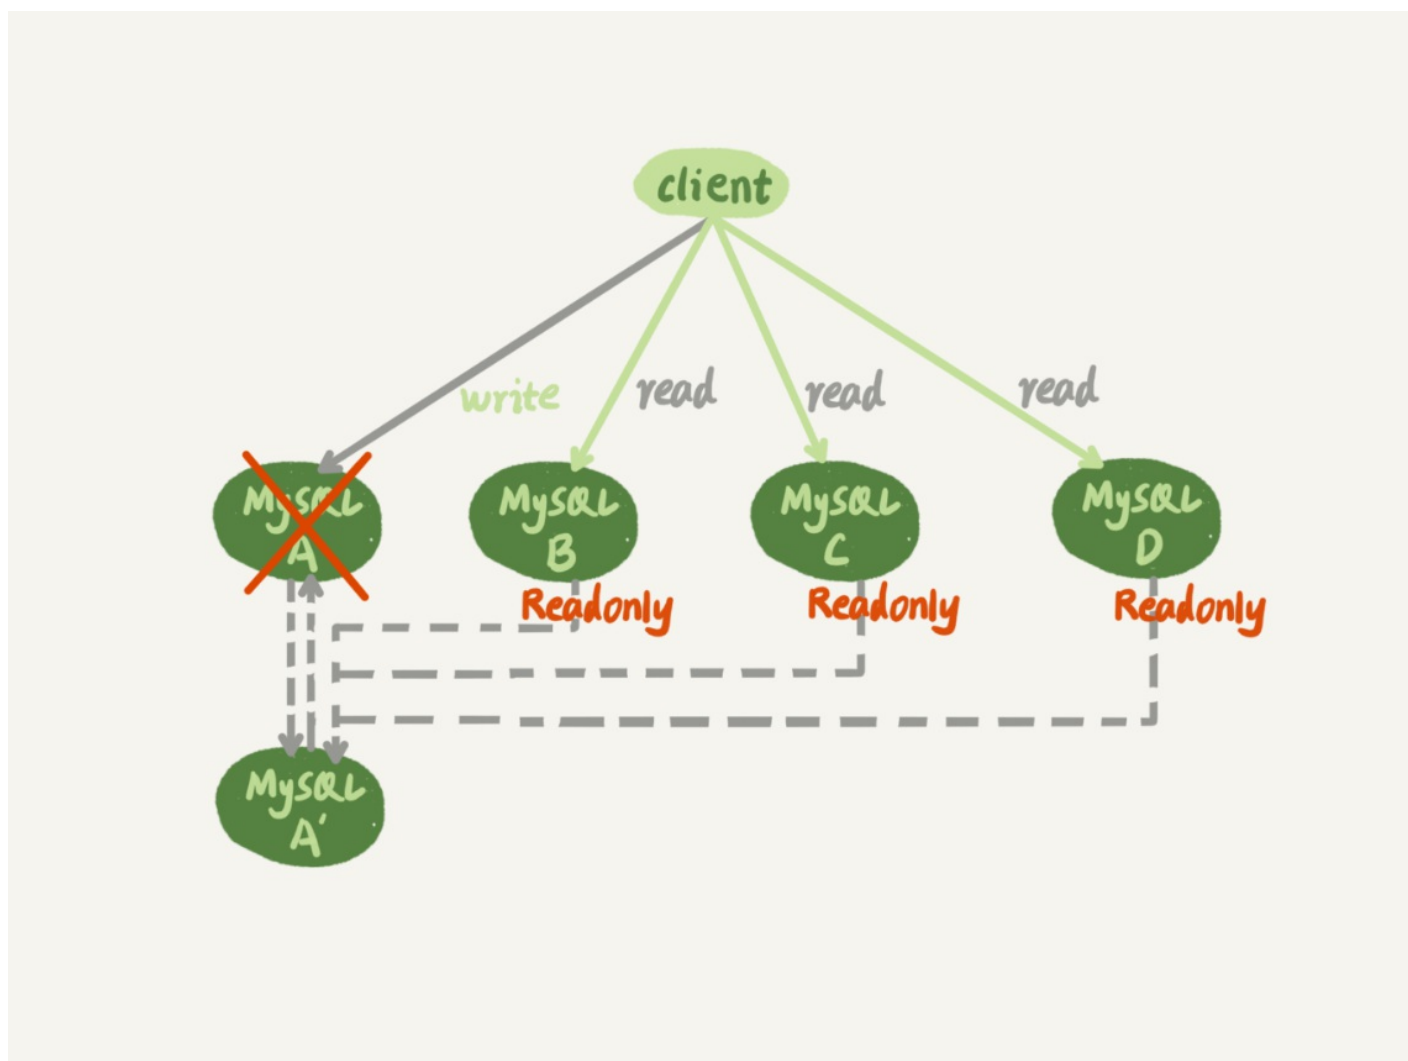 client
write
read
read
read
MySQL
A
MySQL
B
MySQL
C
MySQL
D
Readonly
Readonly
Readonly
MySQL
A'